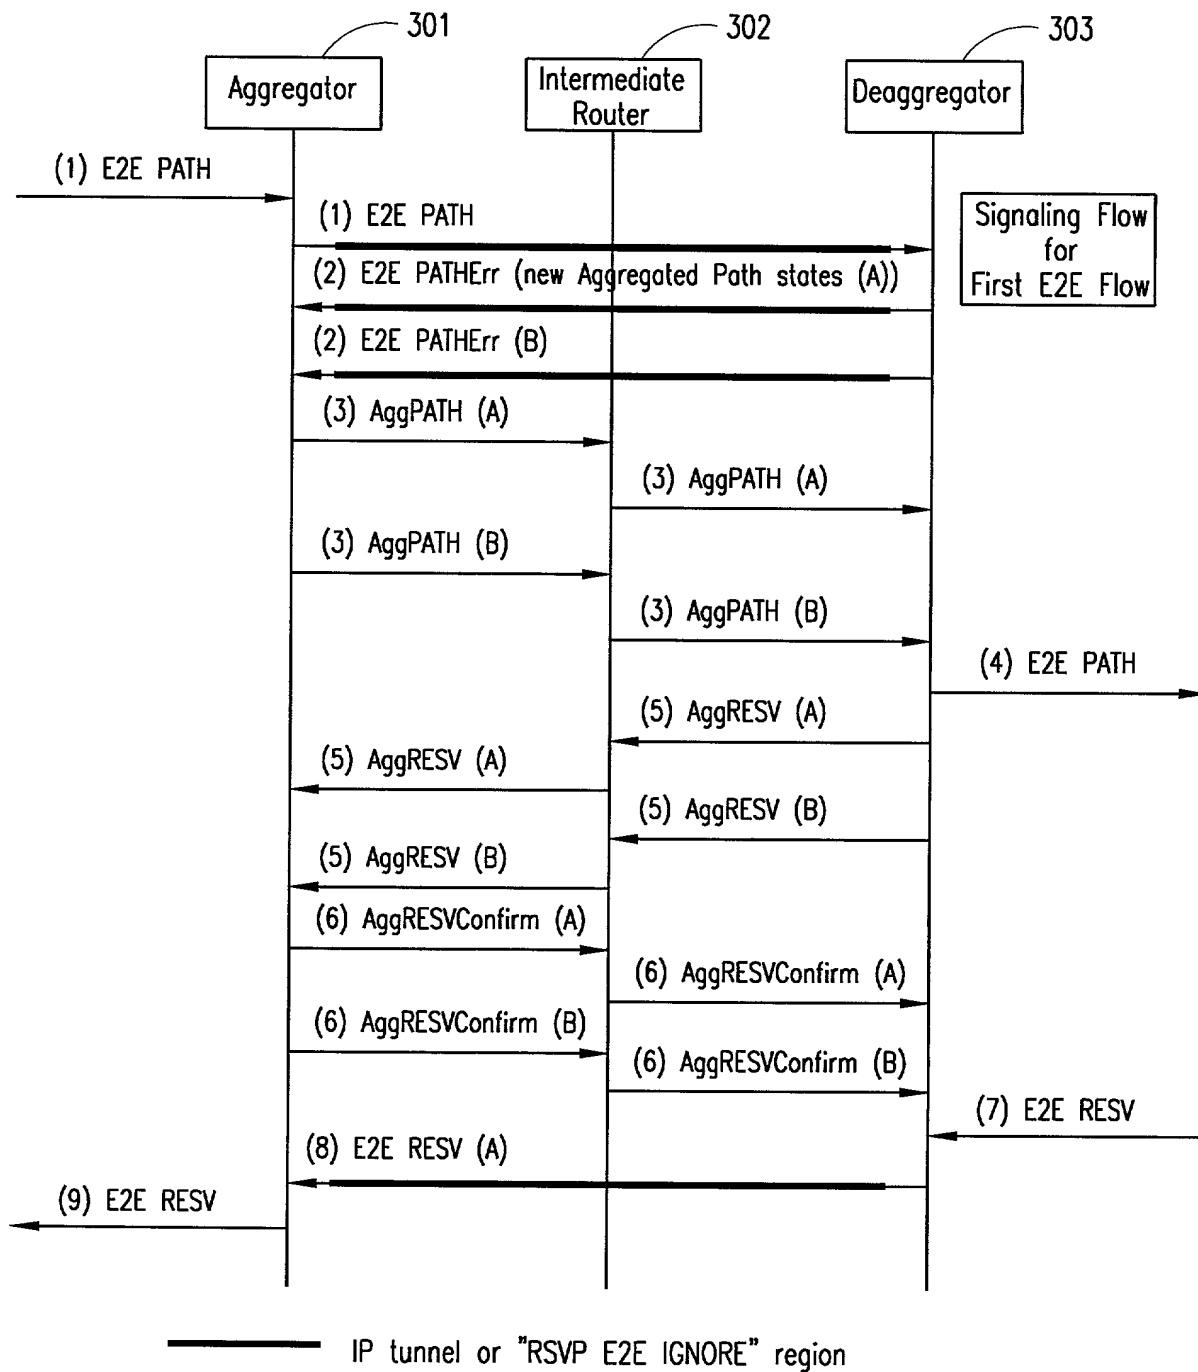 301
302
303
Aggregator
Intermediate
Router
Deaggregator
(1) E2E PATH
(1) E2E PATH
Signaling Flow
for
First E2E Flow
(2) E2E PATHErr (new Aggregated Path states (A))
(2) E2E PATHErr (B)
(3) AggPATH (A)
(3) AggPATH (A)
(3) AggPATH (B)
(3) AggPATH (B)
(4) E2E PATH
(5) AggRESV (A)
(5) AggRESV (A)
(5) AggRESV (B)
(5) AggRESV (B)
(6) AggRESVConfirm (A)
(6) AggRESVConfirm (A)
(6) AggRESVConfirm (B)
(6) AggRESVConfirm (B)
(7) E2E RESV
(8) E2E RESV (A)
(9) E2E RESV
IP tunnel or "RSVP E2E IGNORE" region